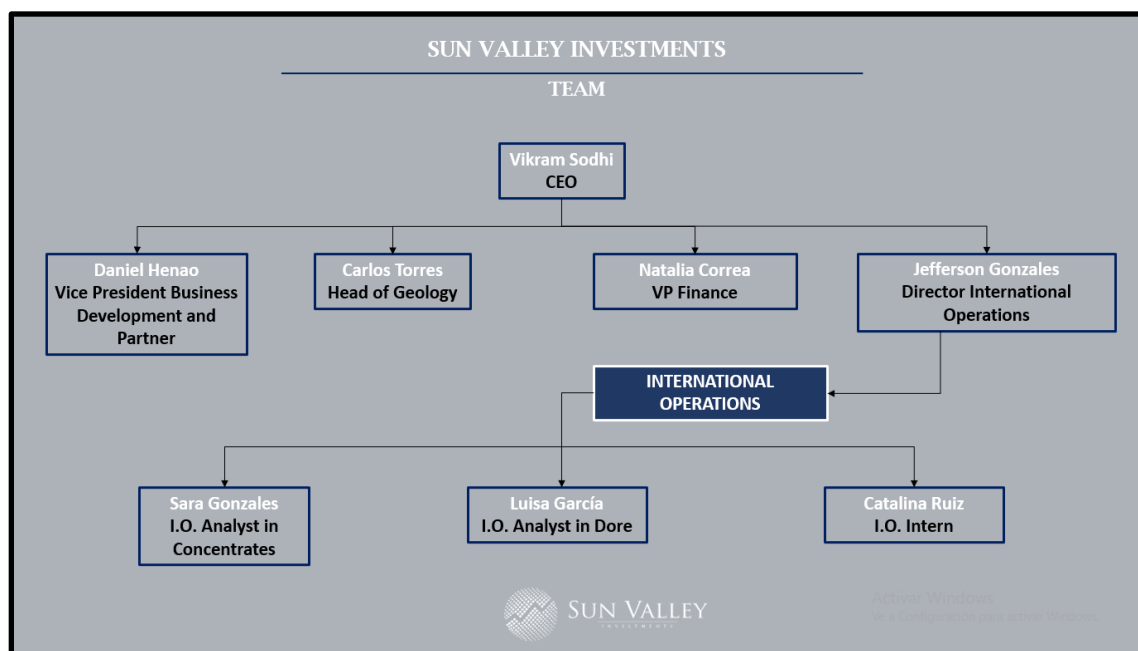 SUN VALLEY INVESTMENTS
TEAM
Vikram Sodhi
CEO
Daniel Henao
Vice President Business
Development and
Partner
Carlos Torres
Head of Geology
Natalia Correa
VP Finance
Jefferson Gonzales
Director International
Operations
INTERNATIONAL
OPERATIONS
Sara Gonzales
I.O. Analyst in
Concentrates
Luisa García
I.O. Analyst in Dore
Catalina Ruiz
I.O. Intern
SUN VALLEY
INVESTMENTS
Activar Windows
Ve a Configuración para activar Windows.